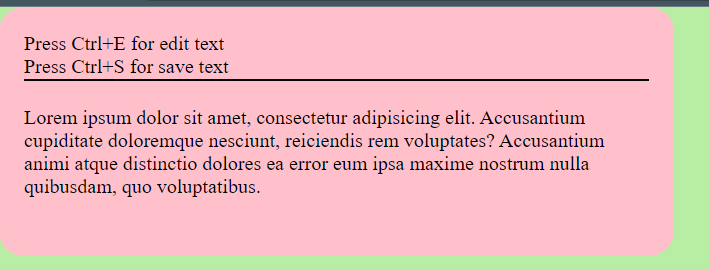 Press Ctrl+E for edit text
Press Ctrl+S for save text
Lorem ipsum dolor sit amet, consectetur adipisicing elit. Accusantium
cupiditate doloremque nesciunt, reiciendis rem voluptates? Accusantium
animi atque distinctio dolores ea error eum ipsa maxime nostrum nulla
quibusdam, quo voluptatibus.